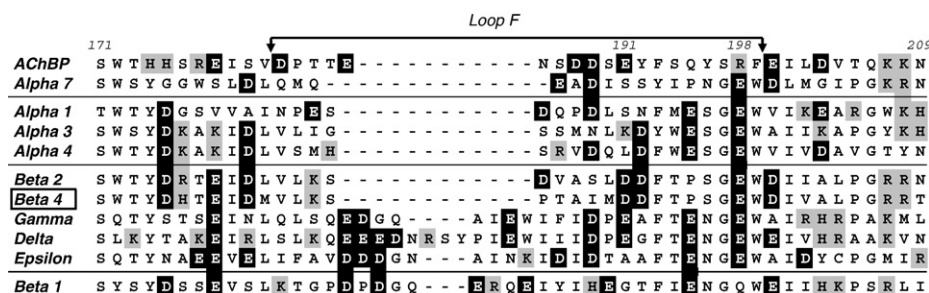 Loop F
171 191 198 209
AChBP S W T H H S R E I S V D P T T E - - - - - - - - - - - N S D D S E Y F S Q Y S R F E I L D V T Q K K N
Alpha 7 S W S Y G G W S L D L Q M Q - - - - - - - - - - - - - - E A D I S S Y I P N G E W D L M G I P G K R N
Alpha 1 T W T Y D G S V V A I N P E S - - - - - - - - - - - - D Q P D L S N F M E S G E W V I K E A R G W K H
Alpha 3 S W S Y D K A K I D L V L I G - - - - - - - - - - - - S S M N L K D Y W E S G E W A I I K A P G Y K H
Alpha 4 S W S Y D K A K I D L V S M H - - - - - - - - - - - - S R V D Q L D F W E S G E W V I V D A V G T Y N
Beta 2 S W T Y D R T E I D L V L K S - - - - - - - - - - - - D V A S L D D F T P S G E W D I I A L P G R R N
Beta 4 S W T Y D H T E I D M V L K S - - - - - - - - - - - - P T A I M D D F T P S G E W D I V A L P G R R T
Gamma S Q T Y S T S E I N L Q L S Q E D G Q - - - - A I E W I F I D P E A F T E N G E W A I R H R P A K M L
Delta S L K Y T A K E I R L S L K Q E E E D N R S Y P I E W I I I D P E G F T E N G E W E I V H R A A K V N
Epsilon S Q T Y N A E E V E L I F A V D D D G N - - - A I N K I D I D T A A F T E N G E W A I D Y C P G M I R
Beta 1 S Y S Y D S S E V S L K T G P D P D G Q - - - E R Q E I Y I H E G T F I E N G Q W E I I H K P S R L I